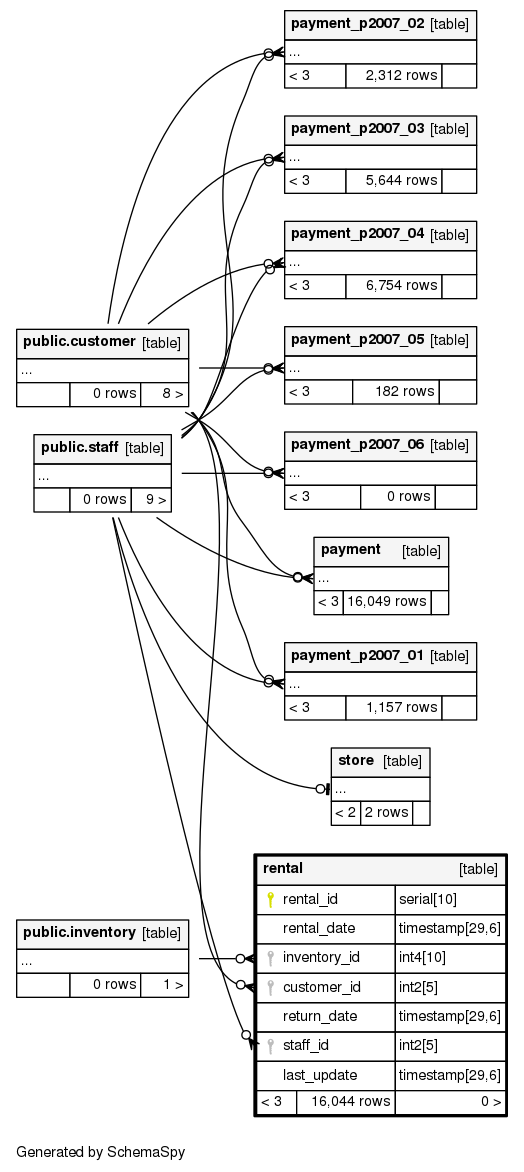 payment_p2007_02 [table]
...
< 3 2,312 rows
payment_p2007_03 [table]
...
< 3 5,644 rows
payment_p2007_04 [table]
...
< 3 6,754 rows
public.customer [table]
...
0 rows 8 >
payment_p2007_05 [table]
...
< 3 182 rows
public.staff [table]
...
0 rows 9 >
payment_p2007_06 [table]
...
< 3 0 rows
payment [table]
...
< 3 16,049 rows
payment_p2007_01 [table]
...
< 3 1,157 rows
store [table]
...
< 2 2 rows
public.inventory [table]
...
0 rows 1 >
rental [table]
rental_id serial[10]
rental_date timestamp[29,6]
inventory_id int4[10]
customer_id int2[5]
return_date timestamp[29,6]
staff_id int2[5]
last_update timestamp[29,6]
< 3 16,044 rows 0 >
Generated by SchemaSpy